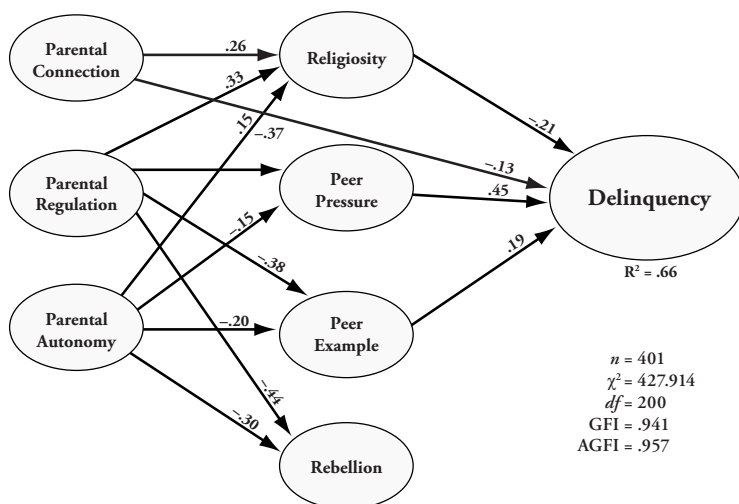 Parental
Connection
Religiosity
.26
.33
.15
–.37
–.21
–.13
Parental
Regulation
Peer
Pressure
.45
Delinquency
R² = .66
–.15
–.38
.19
Parental
Autonomy
–.20
Peer
Example
–.44
–.30
Rebellion
n = 401
χ² = 427.914
df = 200
GFI = .941
AGFI = .957